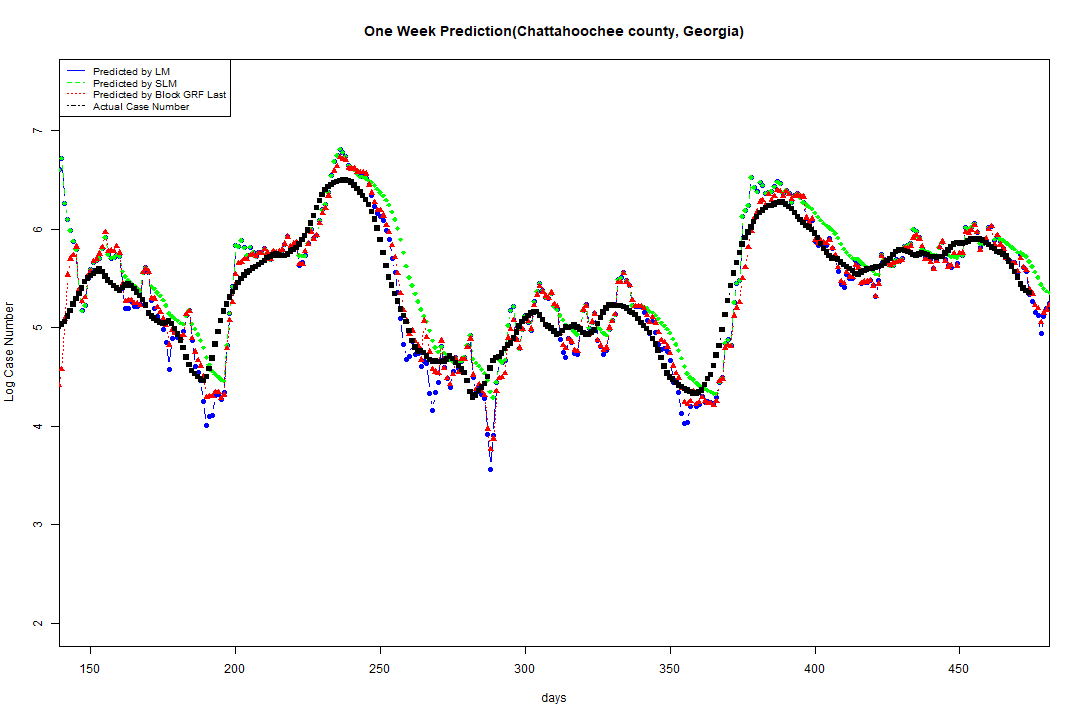 One Week Prediction(Chattahoochee county, Georgia)
Predicted by LM
Predicted by SLM
Predicted by Block GRF Last
Actual Case Number
7
6
5
4
3
2
Log Case Number
150 200 250 300 350 400 450
days